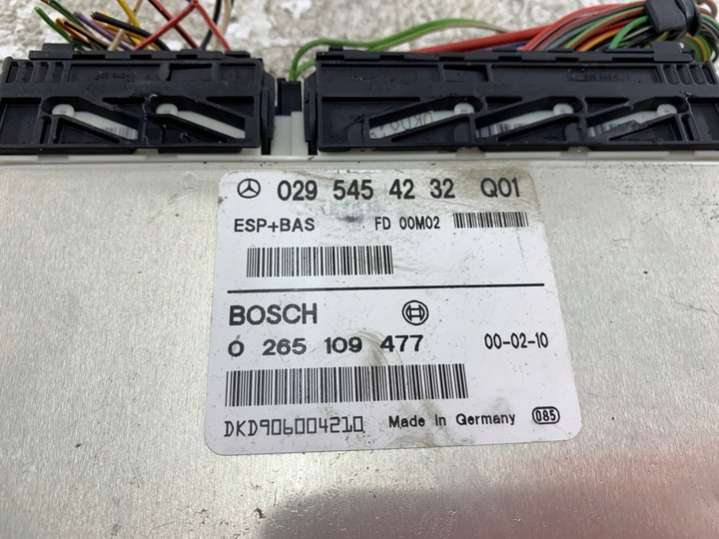 029 545 42 32 Q01
ESP+BAS FD 00M02
BOSCH
0 265 109 477 00-02-10
DKD906004210 Made in Germany 085